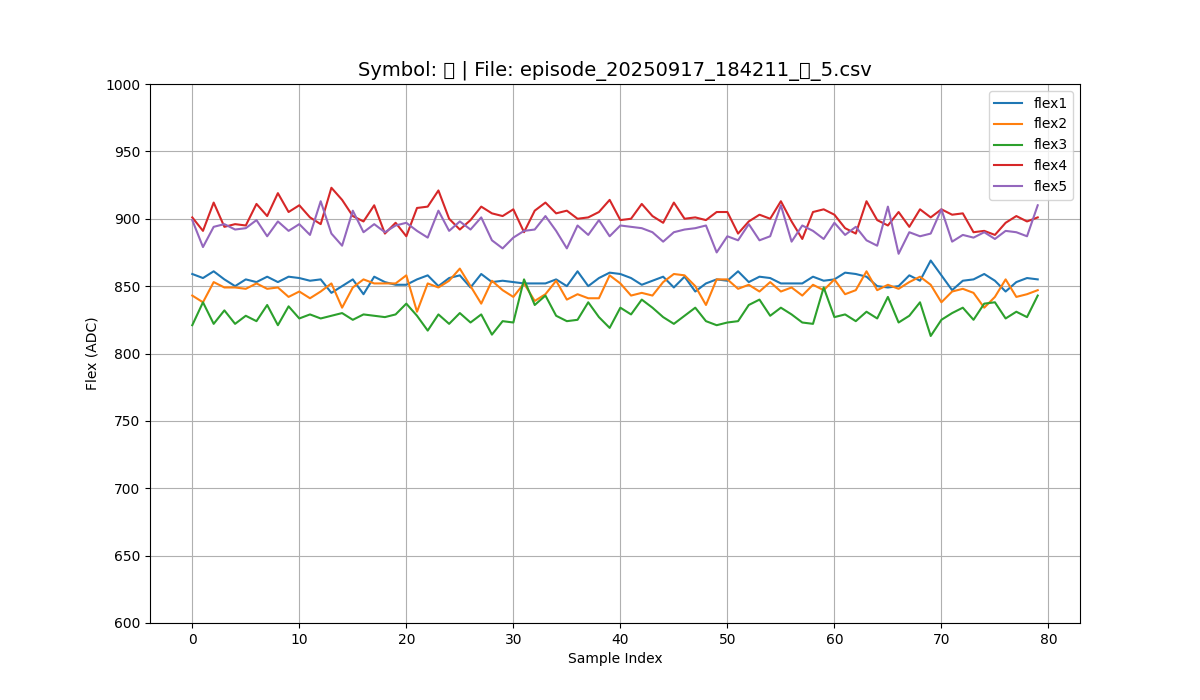 Symbol: | File: episode_20250917_184211_ _5.csv
flex1
flex2
flex3
flex4
flex5
1000
950
900
850
800
750
700
650
600
Flex (ADC)
0 10 20 30 40 50 60 70 80
Sample Index